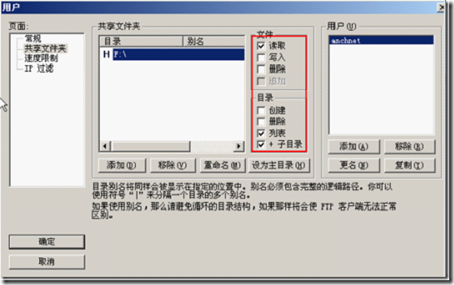 用户
页面:
常规
共享文件夹
速度限制
IP 过滤
共享文件夹
目录
别名
H F:\
文件
读取
写入
删除
追加
目录
创建
删除
列表
+ 子目录
添加(D)
移除(V)
重命名(M)
设为主目录(H)
目录别名将同样会被显示在指定的位置中。别名必须包含完整的逻辑路径。你可以
使用符号“|”来分隔一个目录的多个别名。
如果使用别名，那么请避免循环的目录结构，如果那样将会使 FTP 客户端无法正常
区别。
用户(U)
anchnet
添加(A)
移除(R)
更名(N)
复制(Y)
确定
取消